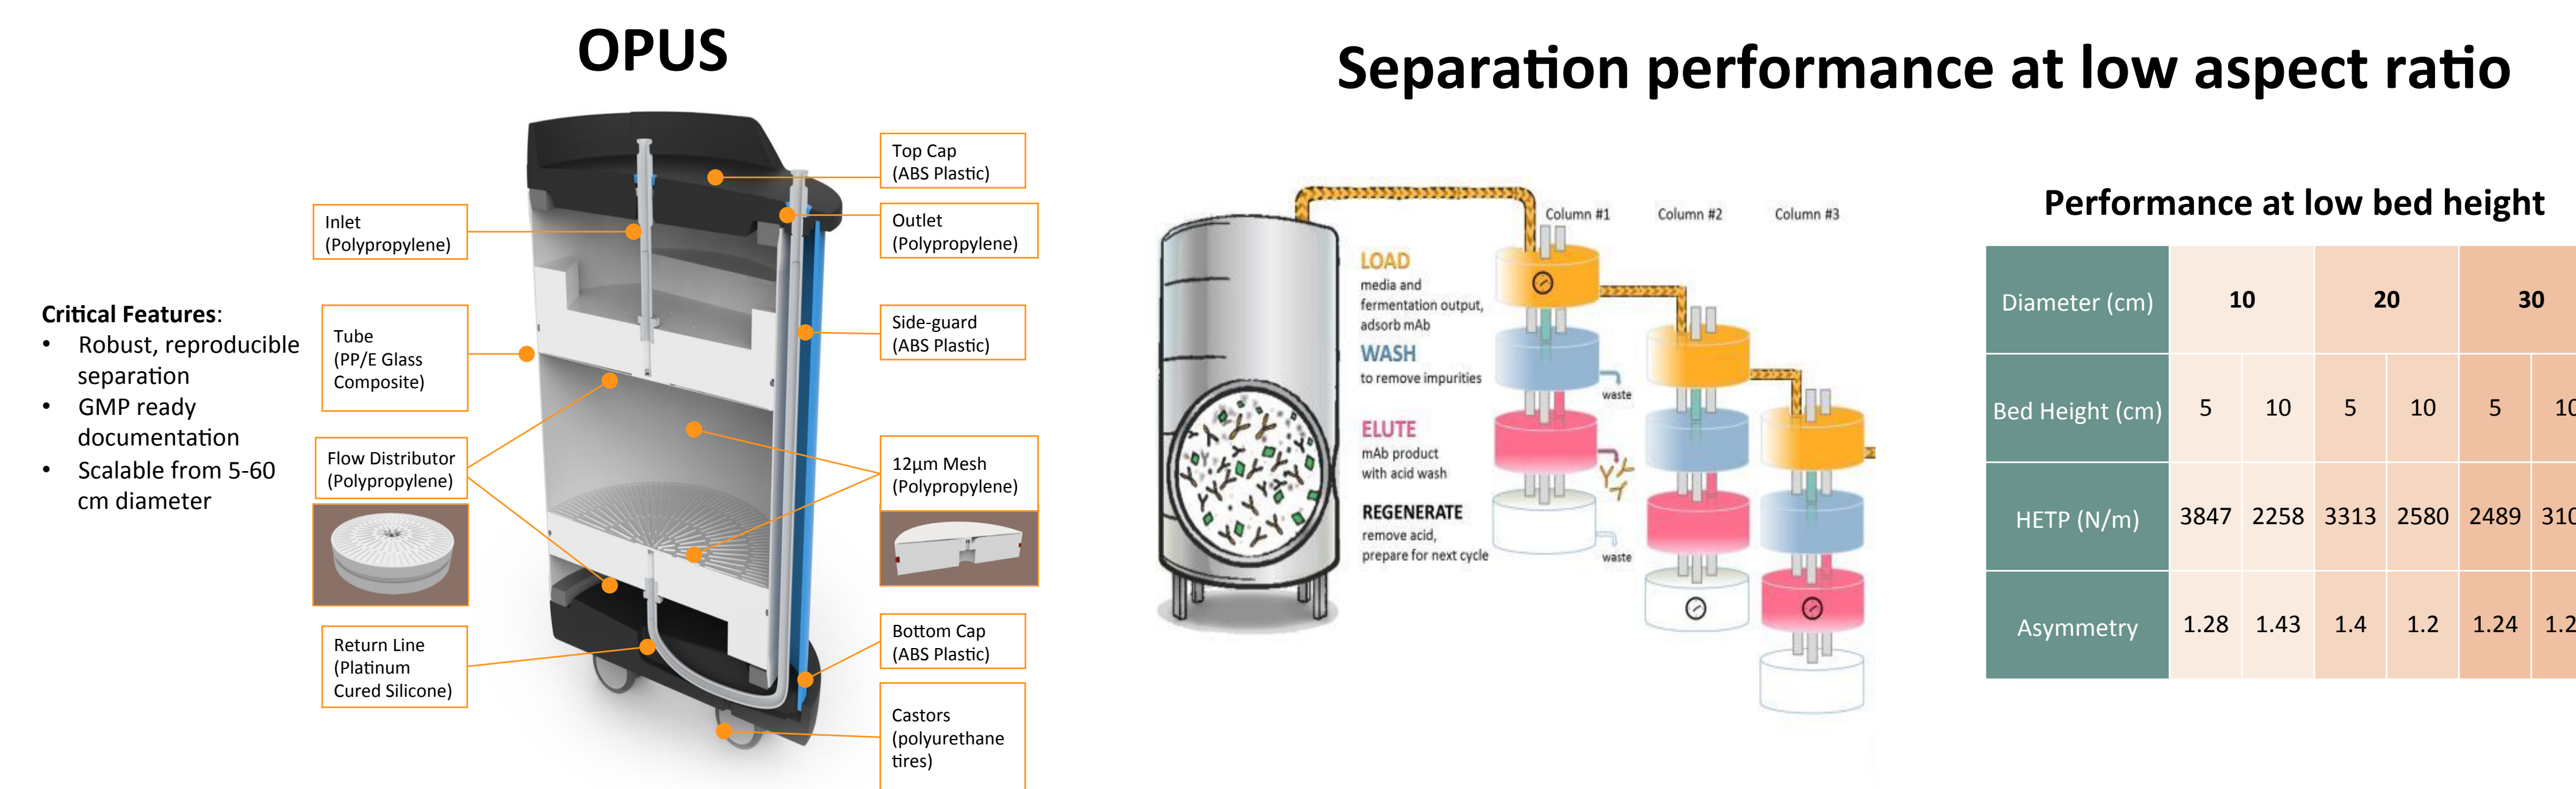 OPUS
Critical Features:
• Robust, reproducible
separation
• GMP ready
documentation
• Scalable from 5-60
cm diameter
Inlet
(Polypropylene)
Tube
(PP/E Glass
Composite)
Flow Distributor
(Polypropylene)
Return Line
(Platinum
Cured Silicone)
Top Cap
(ABS Plastic)
Outlet
(Polypropylene)
Side-guard
(ABS Plastic)
12μm Mesh
(Polypropylene)
Bottom Cap
(ABS Plastic)
Castors
(polyurethane
tires)
Separation performance at low aspect ratio
Column #1 Column #2 Column #3
LOAD
media and
fermentation output,
adsorb mAb
WASH
to remove impurities
waste
ELUTE
mAb product
with acid wash
REGENERATE
remove acid,
prepare for next cycle
waste
Performance at low bed height
Diameter (cm) 10 20 30
Bed Height (cm) 5 10 5 10 5
HETP (N/m) 3847 2258 3313 2580 2489
Asymmetry 1.28 1.43 1.4 1.2 1.24